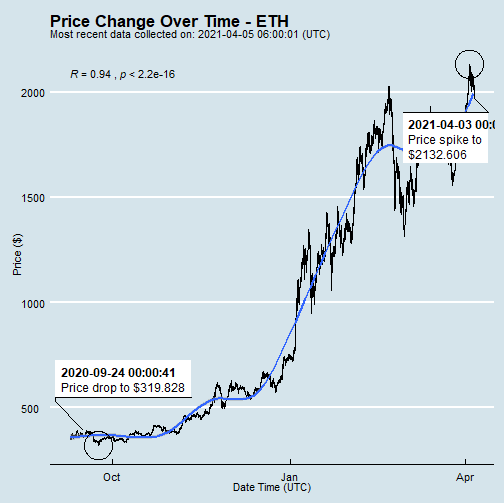 Price Change Over Time - ETH
Most recent data collected on: 2021-04-05 06:00:01 (UTC)
R = 0.94 , p < 2.2e-16
2000
2021-04-03 00:0
Price spike to
$2132.606
1500
Price ($)
1000
2020-09-24 00:00:41
Price drop to $319.828
500
Oct
Jan
Apr
Date Time (UTC)